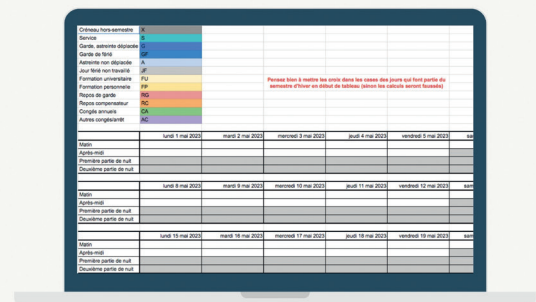 Créneau hors-semestre X
Service S
Garde, astreinte déplacée G
Garde de férié GF
Astreinte non déplacée A
Jour férié non travaillé JF
Formation universitaire FU
Formation personnelle FP
Repos de garde RG
Repos compensateur RC
Congés annuels CA
Autres congés/arrêt AC
Pensez bien à mettre les croix dans les cases des jours qui font partie du
semestre d'hiver en début de tableau (sinon les calculs seront faussés)
lundi 1 mai 2023 mardi 2 mai 2023 mercredi 3 mai 2023 jeudi 4 mai 2023 vendredi 5 mai 2023
Matin
Après-midi
Première partie de nuit
Deuxième partie de nuit
lundi 8 mai 2023 mardi 9 mai 2023 mercredi 10 mai 2023 jeudi 11 mai 2023 vendredi 12 mai 2023 sam
Matin
Après-midi
Première partie de nuit
Deuxième partie de nuit
lundi 15 mai 2023 mardi 16 mai 2023 mercredi 17 mai 2023 jeudi 18 mai 2023 vendredi 19 mai 2023 sam
Matin
Après-midi
Première partie de nuit
Deuxième partie de nuit